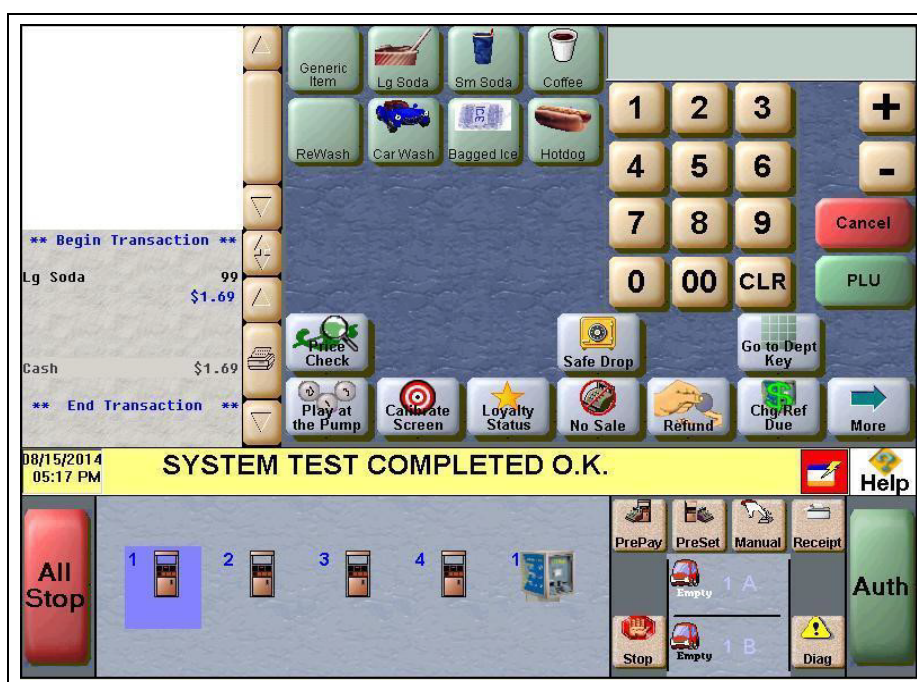 Generic
Item
Lg Soda
Sm Soda
Coffee
ReWash
Car Wash
ICE
Bagged Ice
Hotdog
1 2 3 +
4 5 6 -
7 8 9 Cancel
0 00 CLR PLU
** Begin Transaction **
Lg Soda 99
$1.69
Cash $1.69
** End Transaction **
Price
Check
Safe Drop
Go to Dept
Key
Play at
the Pump
Calibrate
Screen
Loyalty
Status
No Sale
Refund
Chg/Ref
Due
More
08/15/2014
05:17 PM
SYSTEM TEST COMPLETED O.K.
Help
All
Stop
1 2 3 4 1
PrePay PreSet Manual Receipt
Empty 1 A
Stop
Empty 1 B
Diag
Auth